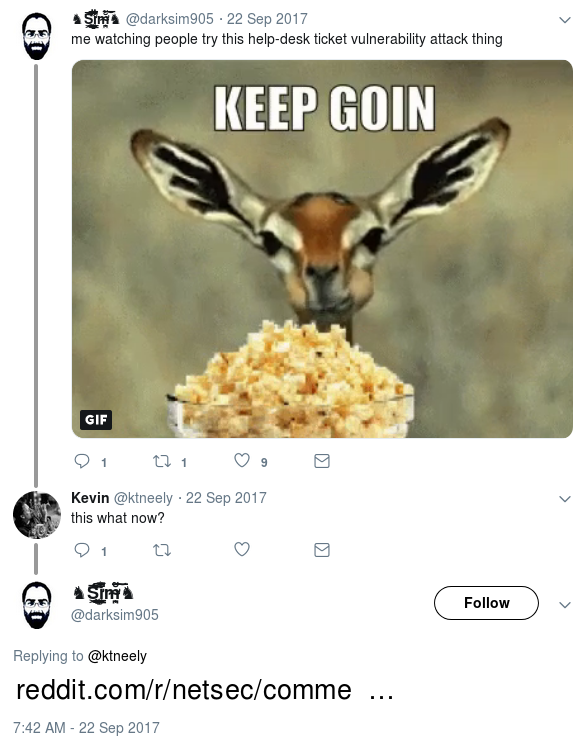 ♞S̃im̃♞ @darksim905 · 22 Sep 2017
me watching people try this help-desk ticket vulnerability attack thing
KEEP GOIN
GIF
1 1 9
Kevin @ktneely · 22 Sep 2017
this what now?
1
♞S̃im̃♞
Follow
@darksim905
Replying to @ktneely
reddit.com/r/netsec/comme …
7:42 AM - 22 Sep 2017